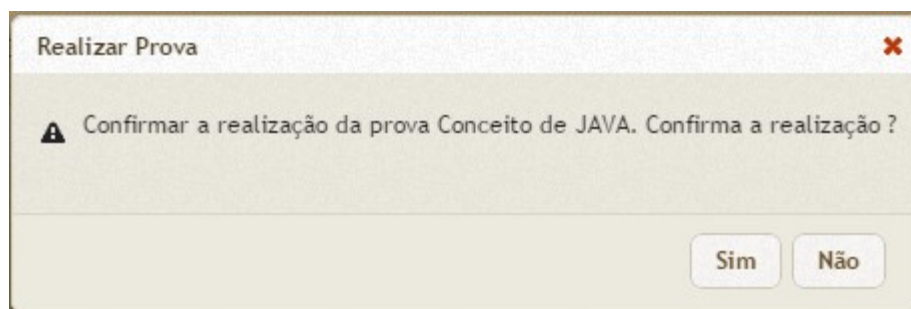 Realizar Prova
Confirmar a realização da prova Conceito de JAVA. Confirma a realização ?
Sim Não